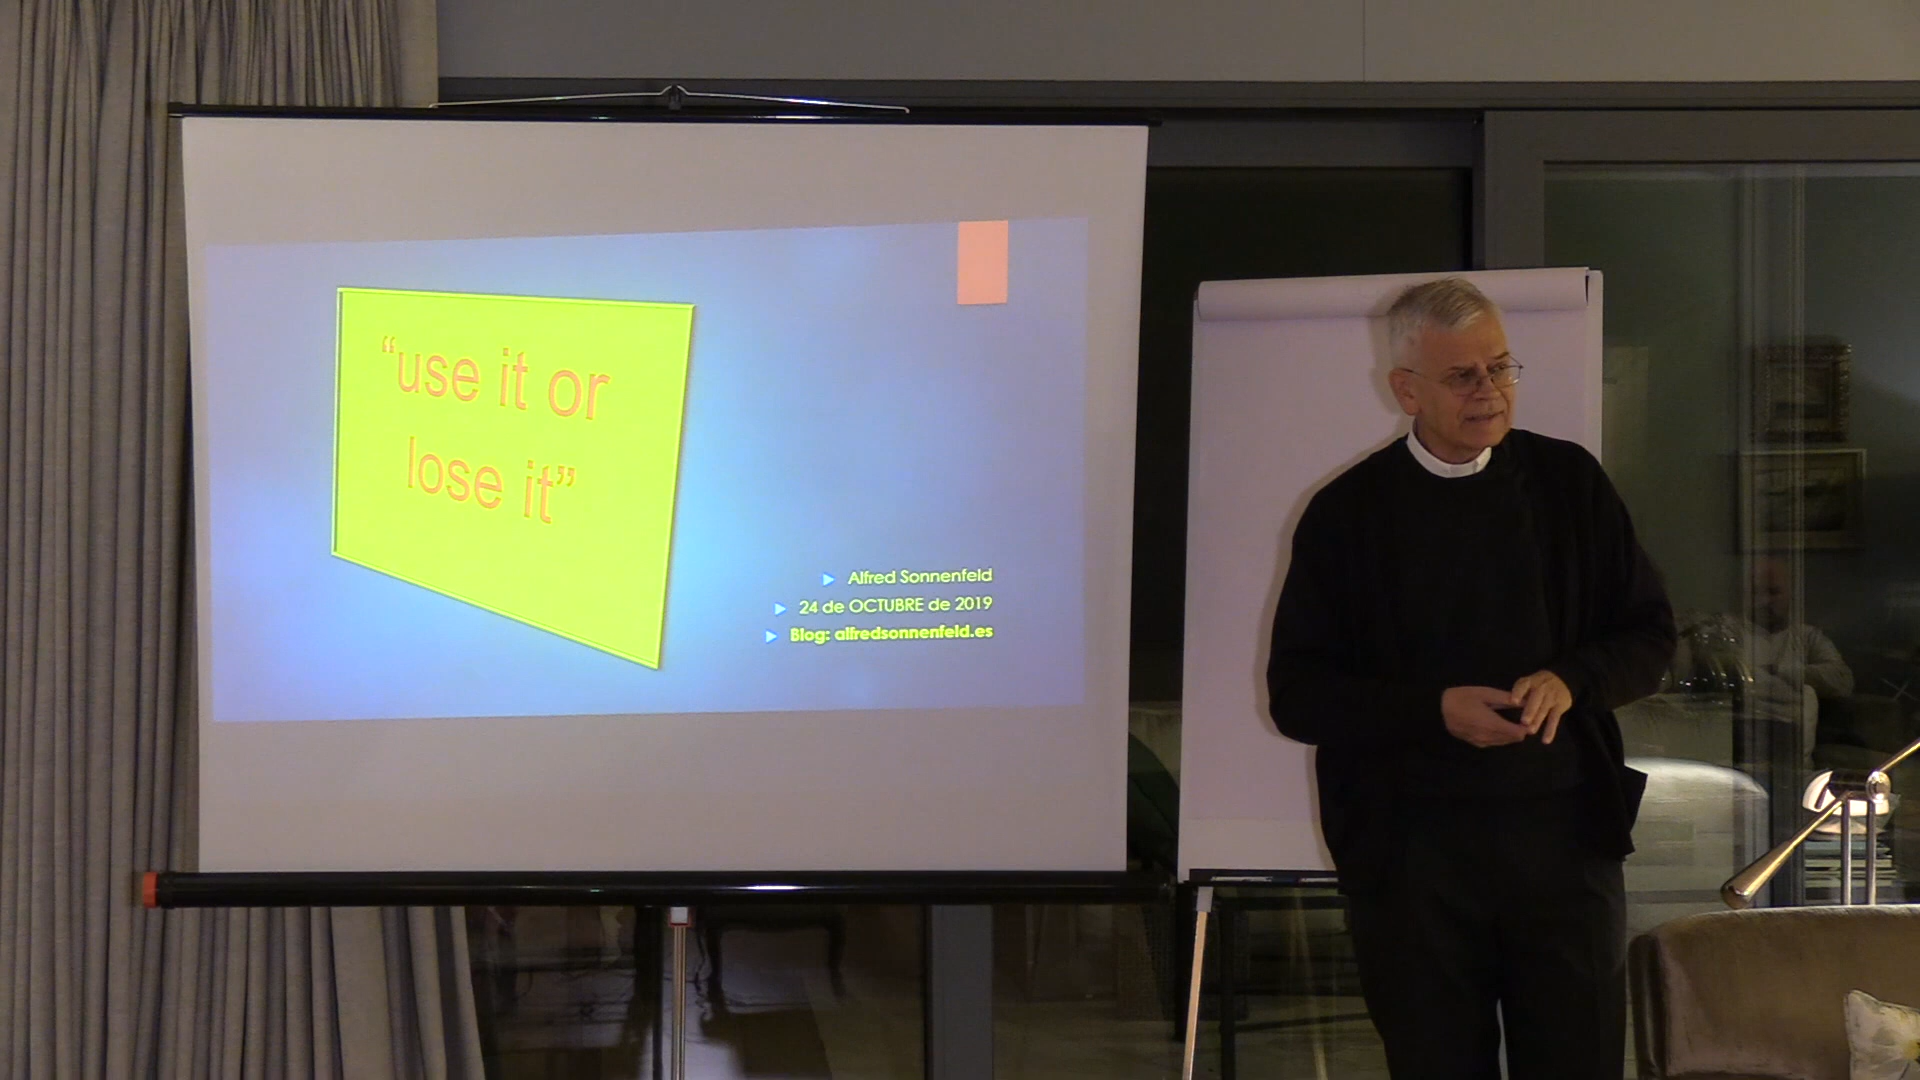 “use it or
lose it”
Alfred Sonnenfeld
24 de OCTUBRE de 2019
Blog: alfredsonnenfeld.es